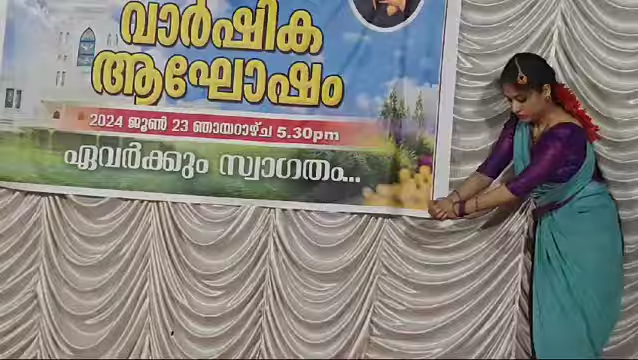 വാർഷിക
ആഘോഷം
2024 ജൂൺ 23 ഞായറാഴ്ച 5.30pm
ഏവർക്കും സ്വാഗതം...